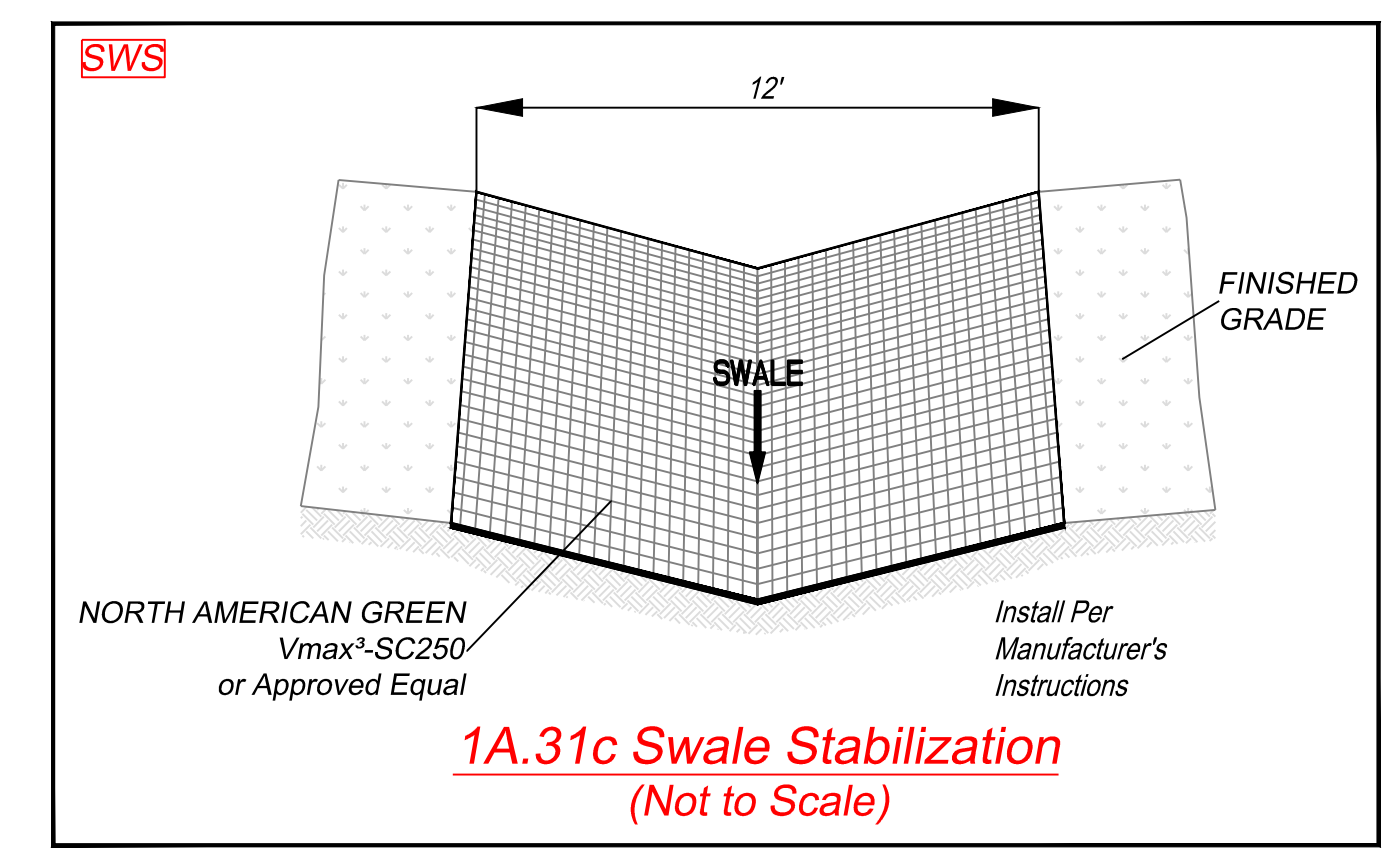 SWS
12'
FINISHED
GRADE
SWALE
NORTH AMERICAN GREEN
Vmax³-SC250
or Approved Equal
Install Per
Manufacturer's
Instructions
1A.31c Swale Stabilization
(Not to Scale)